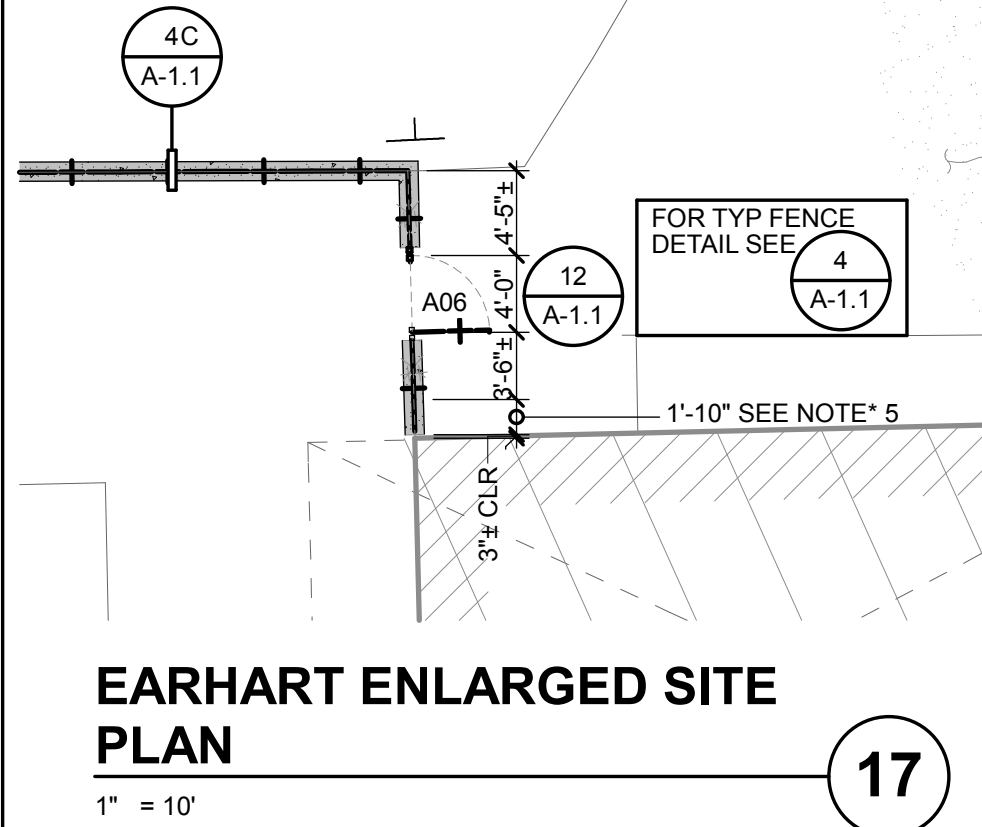 4C
A-1.1
4'-5"±
FOR TYP FENCE
DETAIL SEE
4
A-1.1
12
A-1.1
4'-0"
A06
3'-6"±
1'-10" SEE NOTE* 5
3"± CLR
EARHART ENLARGED SITE
PLAN
17
1" = 10'